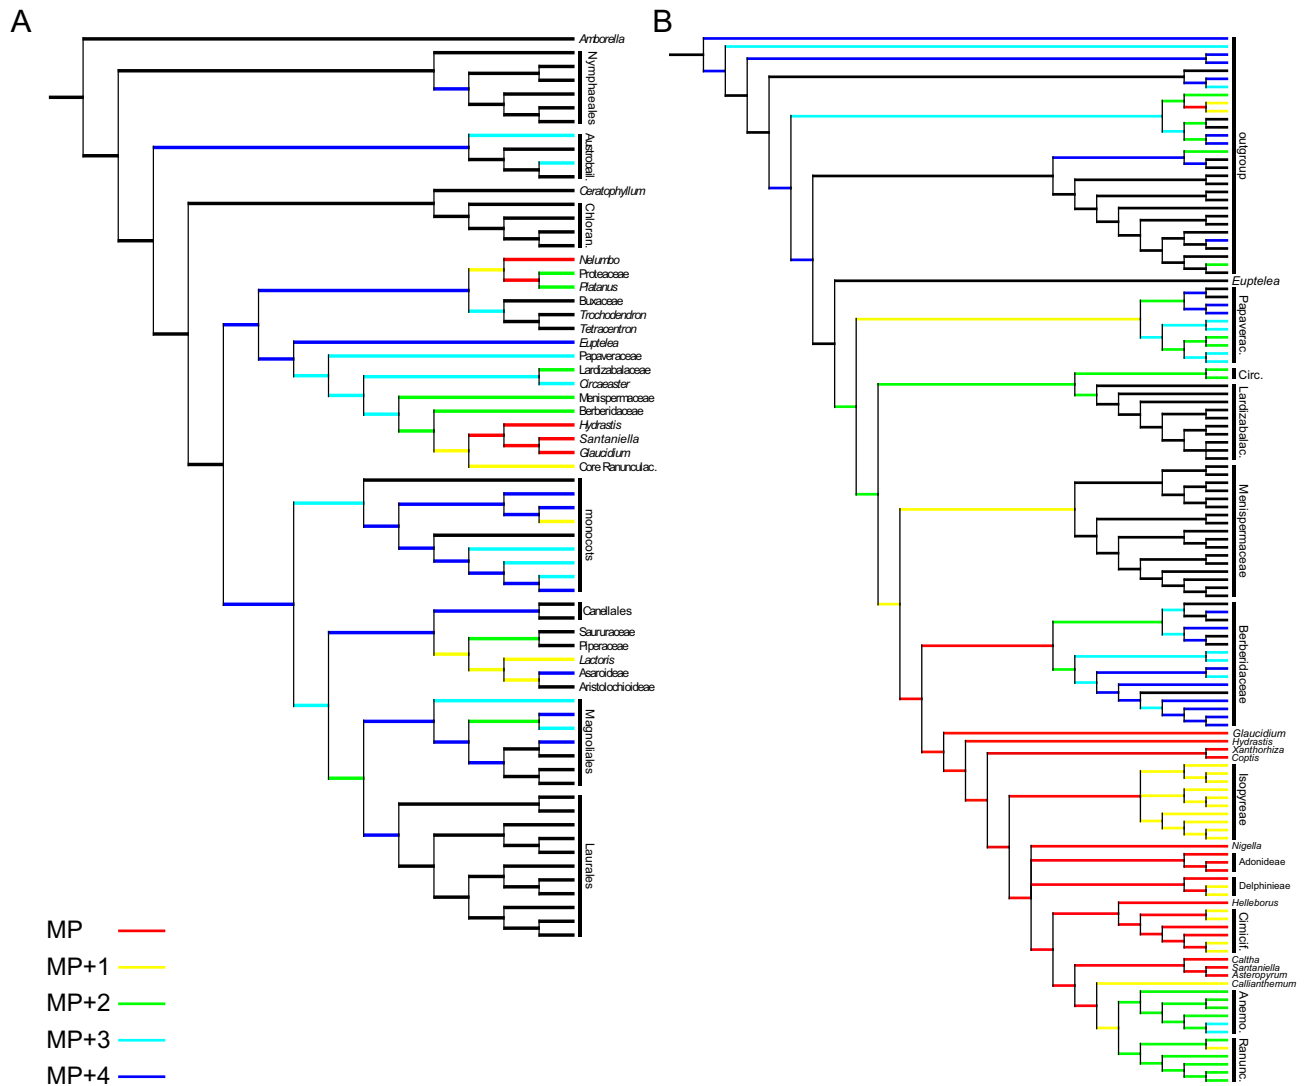 A
Amborella
Nymphaeales
Austrobail.
Ceratophyllum
Chloran.
Nelumbo
Proteaceae
Platanus
Buxaceae
Trochodendron
Tetracentron
Euptelea
Papaveraceae
Lardizabalaceae
Circaeaster
Menispermaceae
Berberidaceae
Hydrastis
Santaniella
Glaucidium
Core Ranunculac.
monocots
Canellales
Saururaceae
Piperaceae
Lactoris
Asaroideae
Aristolochioideae
Magnoliales
Laurales
MP
MP+1
MP+2
MP+3
MP+4
B
outgroup
Euptelea
Papaverac.
Circ.
Lardizabalac.
Menispermaceae
Berberidaceae
Glaucidium
Hydrastis
Xanthorhiza
Coptis
Isopyreae
Nigella
Adonideae
Delphinieae
Helleborus
Cimicif.
Caltha
Santaniella
Asteropyrum
Callianthemum
Anemo.
Ranunc.